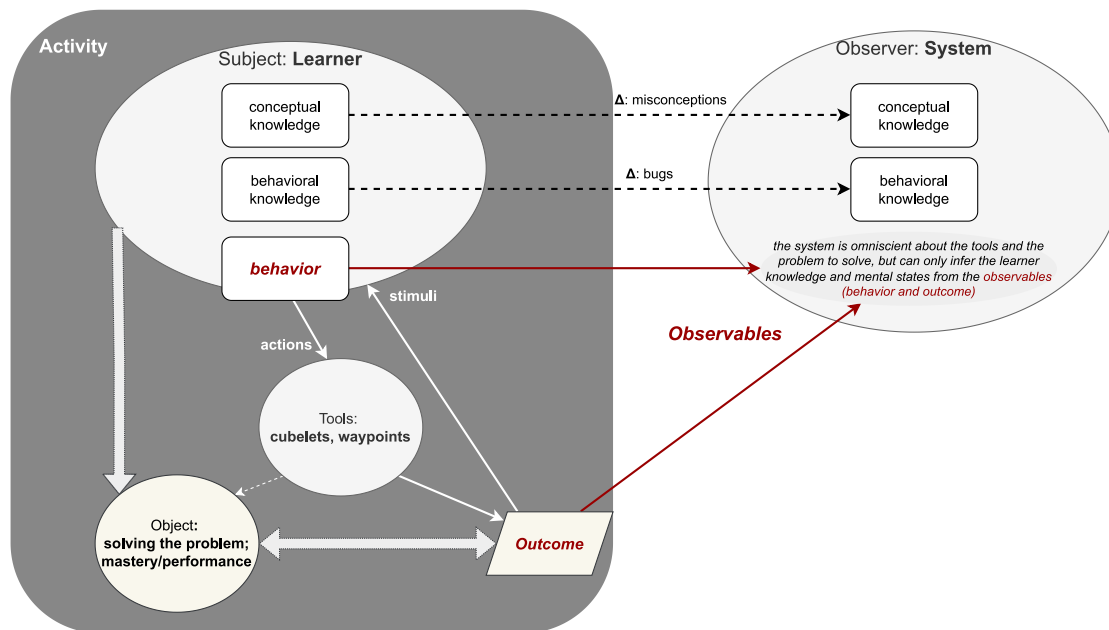 Activity
Subject: Learner
conceptual
knowledge
behavioral
knowledge
behavior
stimuli
actions
Tools:
cubelets, waypoints
Object:
solving the problem;
mastery/performance
Outcome
Δ: misconceptions
Δ: bugs
Observables
Observer: System
conceptual
knowledge
behavioral
knowledge
the system is omniscient about the tools and the
problem to solve, but can only infer the learner
knowledge and mental states from the observables
(behavior and outcome)